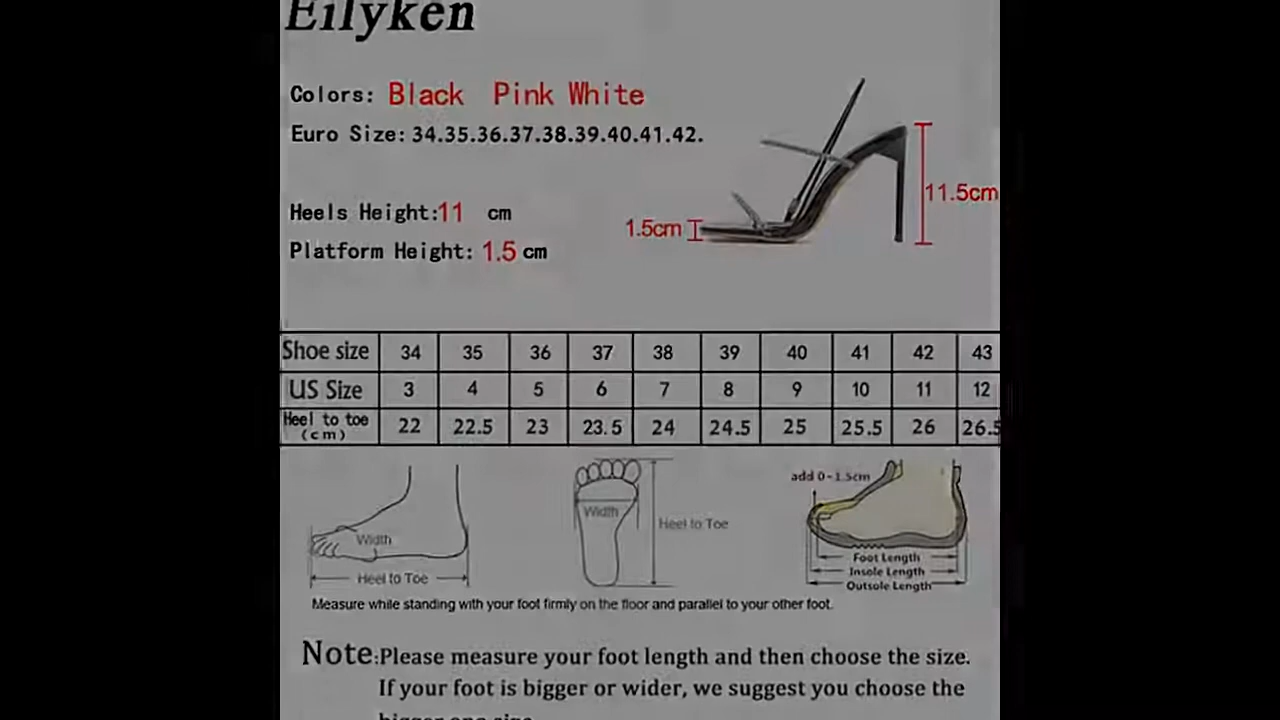 Eilyken
Colors: Black Pink White
Euro Size: 34.35.36.37.38.39.40.41.42.
11.5cm
Heels Height:11 cm
1.5cm
Platform Height: 1.5 cm
Shoe size 34 35 36 37 38 39 40 41 42 43
US Size 3 4 5 6 7 8 9 10 11 12
Heel to toe (cm) 22 22.5 23 23.5 24 24.5 25 25.5 26 26.5
add 0-1.5cm
Width
Heel to Toe
Width
Heel to Toe
Foot Length
Insole Length
Outsole Length
Measure while standing with your foot firmly on the floor and parallel to your other foot.
Note:Please measure your foot length and then choose the size.
If your foot is bigger or wider, we suggest you choose the
bigger one size